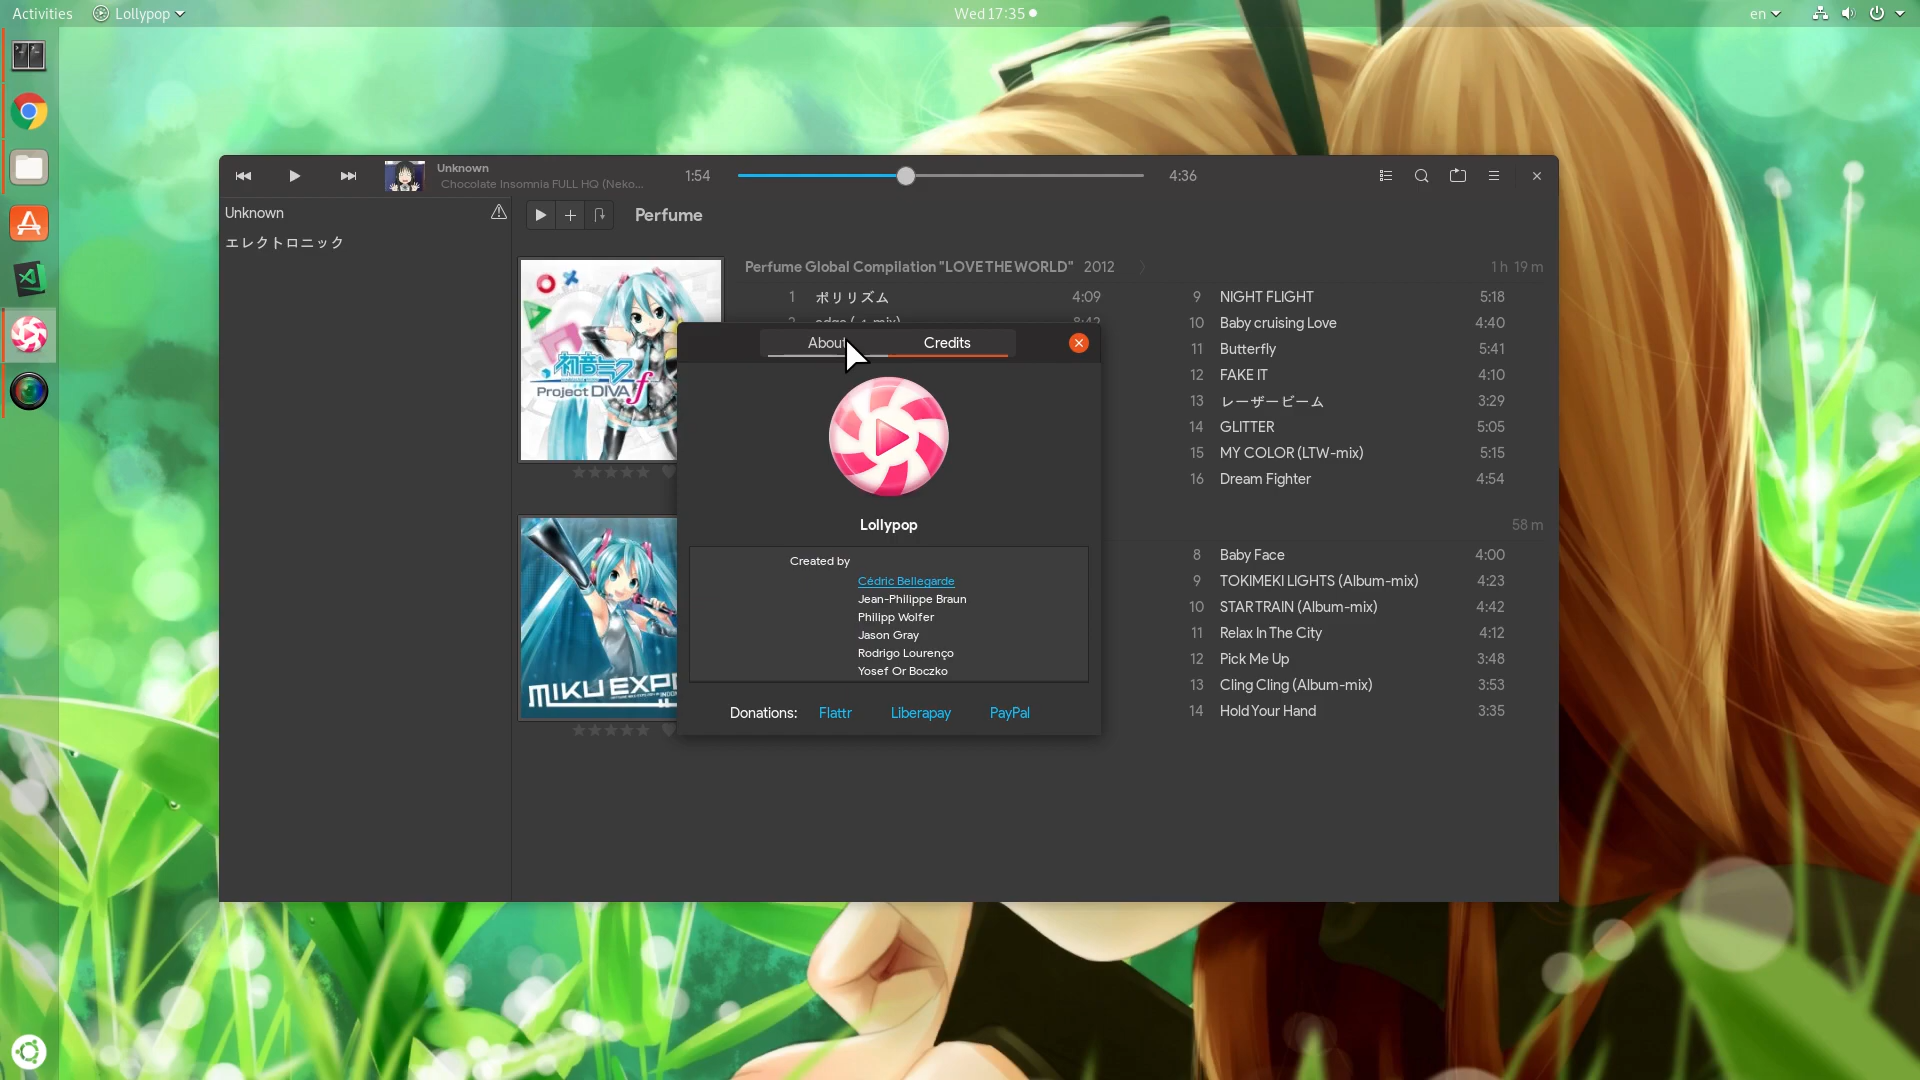 Activities
Lollypop
Wed 17:35
en
Unknown
Chocolate Insomnia FULL HQ (Neko...
1:54
4:36
Unknown
エレクトロニック
Perfume
Perfume Global Compilation "LOVE THE WORLD" 2012
1 h 19 m
1 ポリリズム 4:09
9 NIGHT FLIGHT 5:18
10 Baby cruising Love 4:40
11 Butterfly 5:41
12 FAKE IT 4:10
13 レーザービーム 3:29
14 GLITTER 5:05
15 MY COLOR (LTW-mix) 5:15
16 Dream Fighter 4:54
初音ミク
Project DIVA f
58 m
8 Baby Face 4:00
9 TOKIMEKI LIGHTS (Album-mix) 4:23
10 STAR TRAIN (Album-mix) 4:42
11 Relax In The City 4:12
12 Pick Me Up 3:48
13 Cling Cling (Album-mix) 3:53
14 Hold Your Hand 3:35
MIKU EXP
About
Credits
Lollypop
Created by
Cédric Bellegarde
Jean-Philippe Braun
Philipp Wolfer
Jason Gray
Rodrigo Lourenço
Yosef Or Boczko
Donations: Flattr Liberapay PayPal